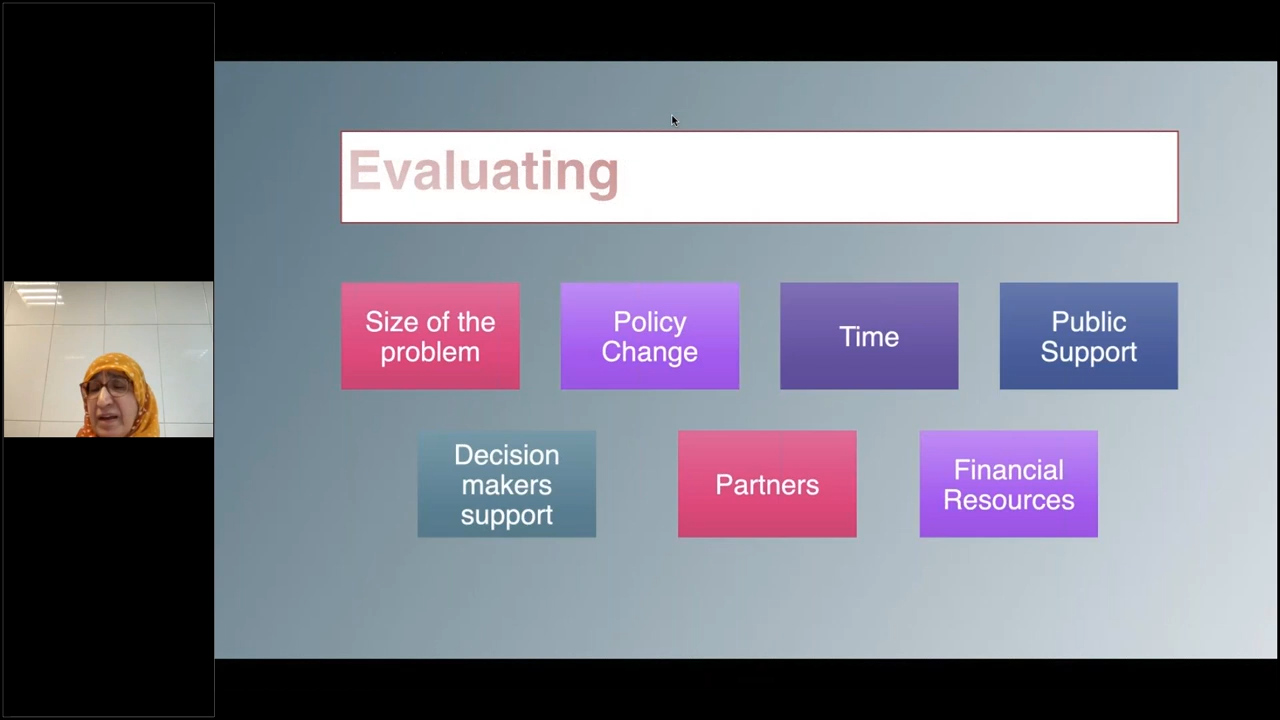 Evaluating
Size of the
problem
Policy
Change
Time
Public
Support
Decision
makers
support
Partners
Financial
Resources